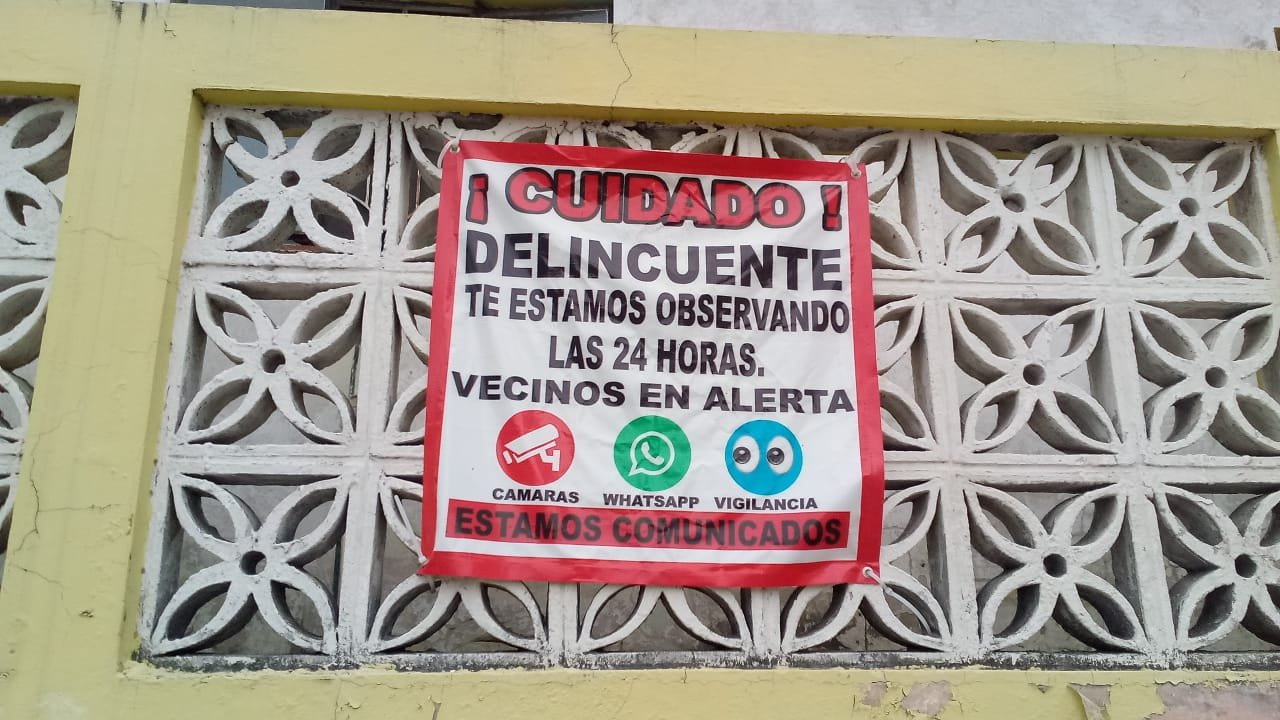 ¡ CUIDADO !
DELINCUENTE
TE ESTAMOS OBSERVANDO
LAS 24 HORAS.
VECINOS EN ALERTA
CAMARAS WHATSAPP VIGILANCIA
ESTAMOS COMUNICADOS